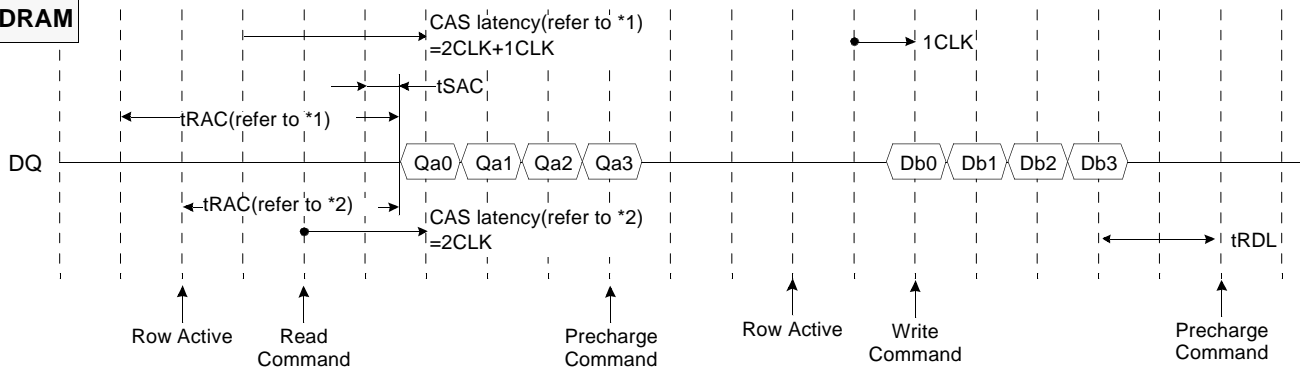 DRAM
CAS latency(refer to *1)
=2CLK+1CLK
1CLK
tSAC
tRAC(refer to *1)
DQ
Qa0
Qa1
Qa2
Qa3
Db0
Db1
Db2
Db3
tRAC(refer to *2)
CAS latency(refer to *2)
=2CLK
tRDL
Row Active
Read
Command
Precharge
Command
Row Active
Write
Command
Precharge
Command